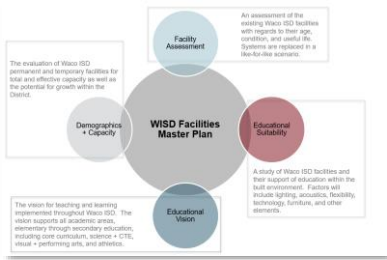 Facility
Assessment
An assessment of the
existing Waco ISD facilities
with regards to their age,
condition, and useful life.
Systems are replaced in a
like-for-like scenario.
The evaluation of Waco ISD
permanent and temporary facilities for
total and effective capacity as well as
the potential for growth within the
District.
Demographics
+ Capacity
WISD Facilities
Master Plan
Educational
Suitability
A study of Waco ISD facilities
and their support of education within the
built environment. Factors will
include lighting, acoustics, flexibility,
technology, furniture, and other
elements.
The vision for teaching and learning
implemented throughout Waco ISD. The
vision supports all academic areas,
elementary through secondary education,
including core curriculum, science + CTE,
visual + performing arts, and athletics.
Educational
Vision